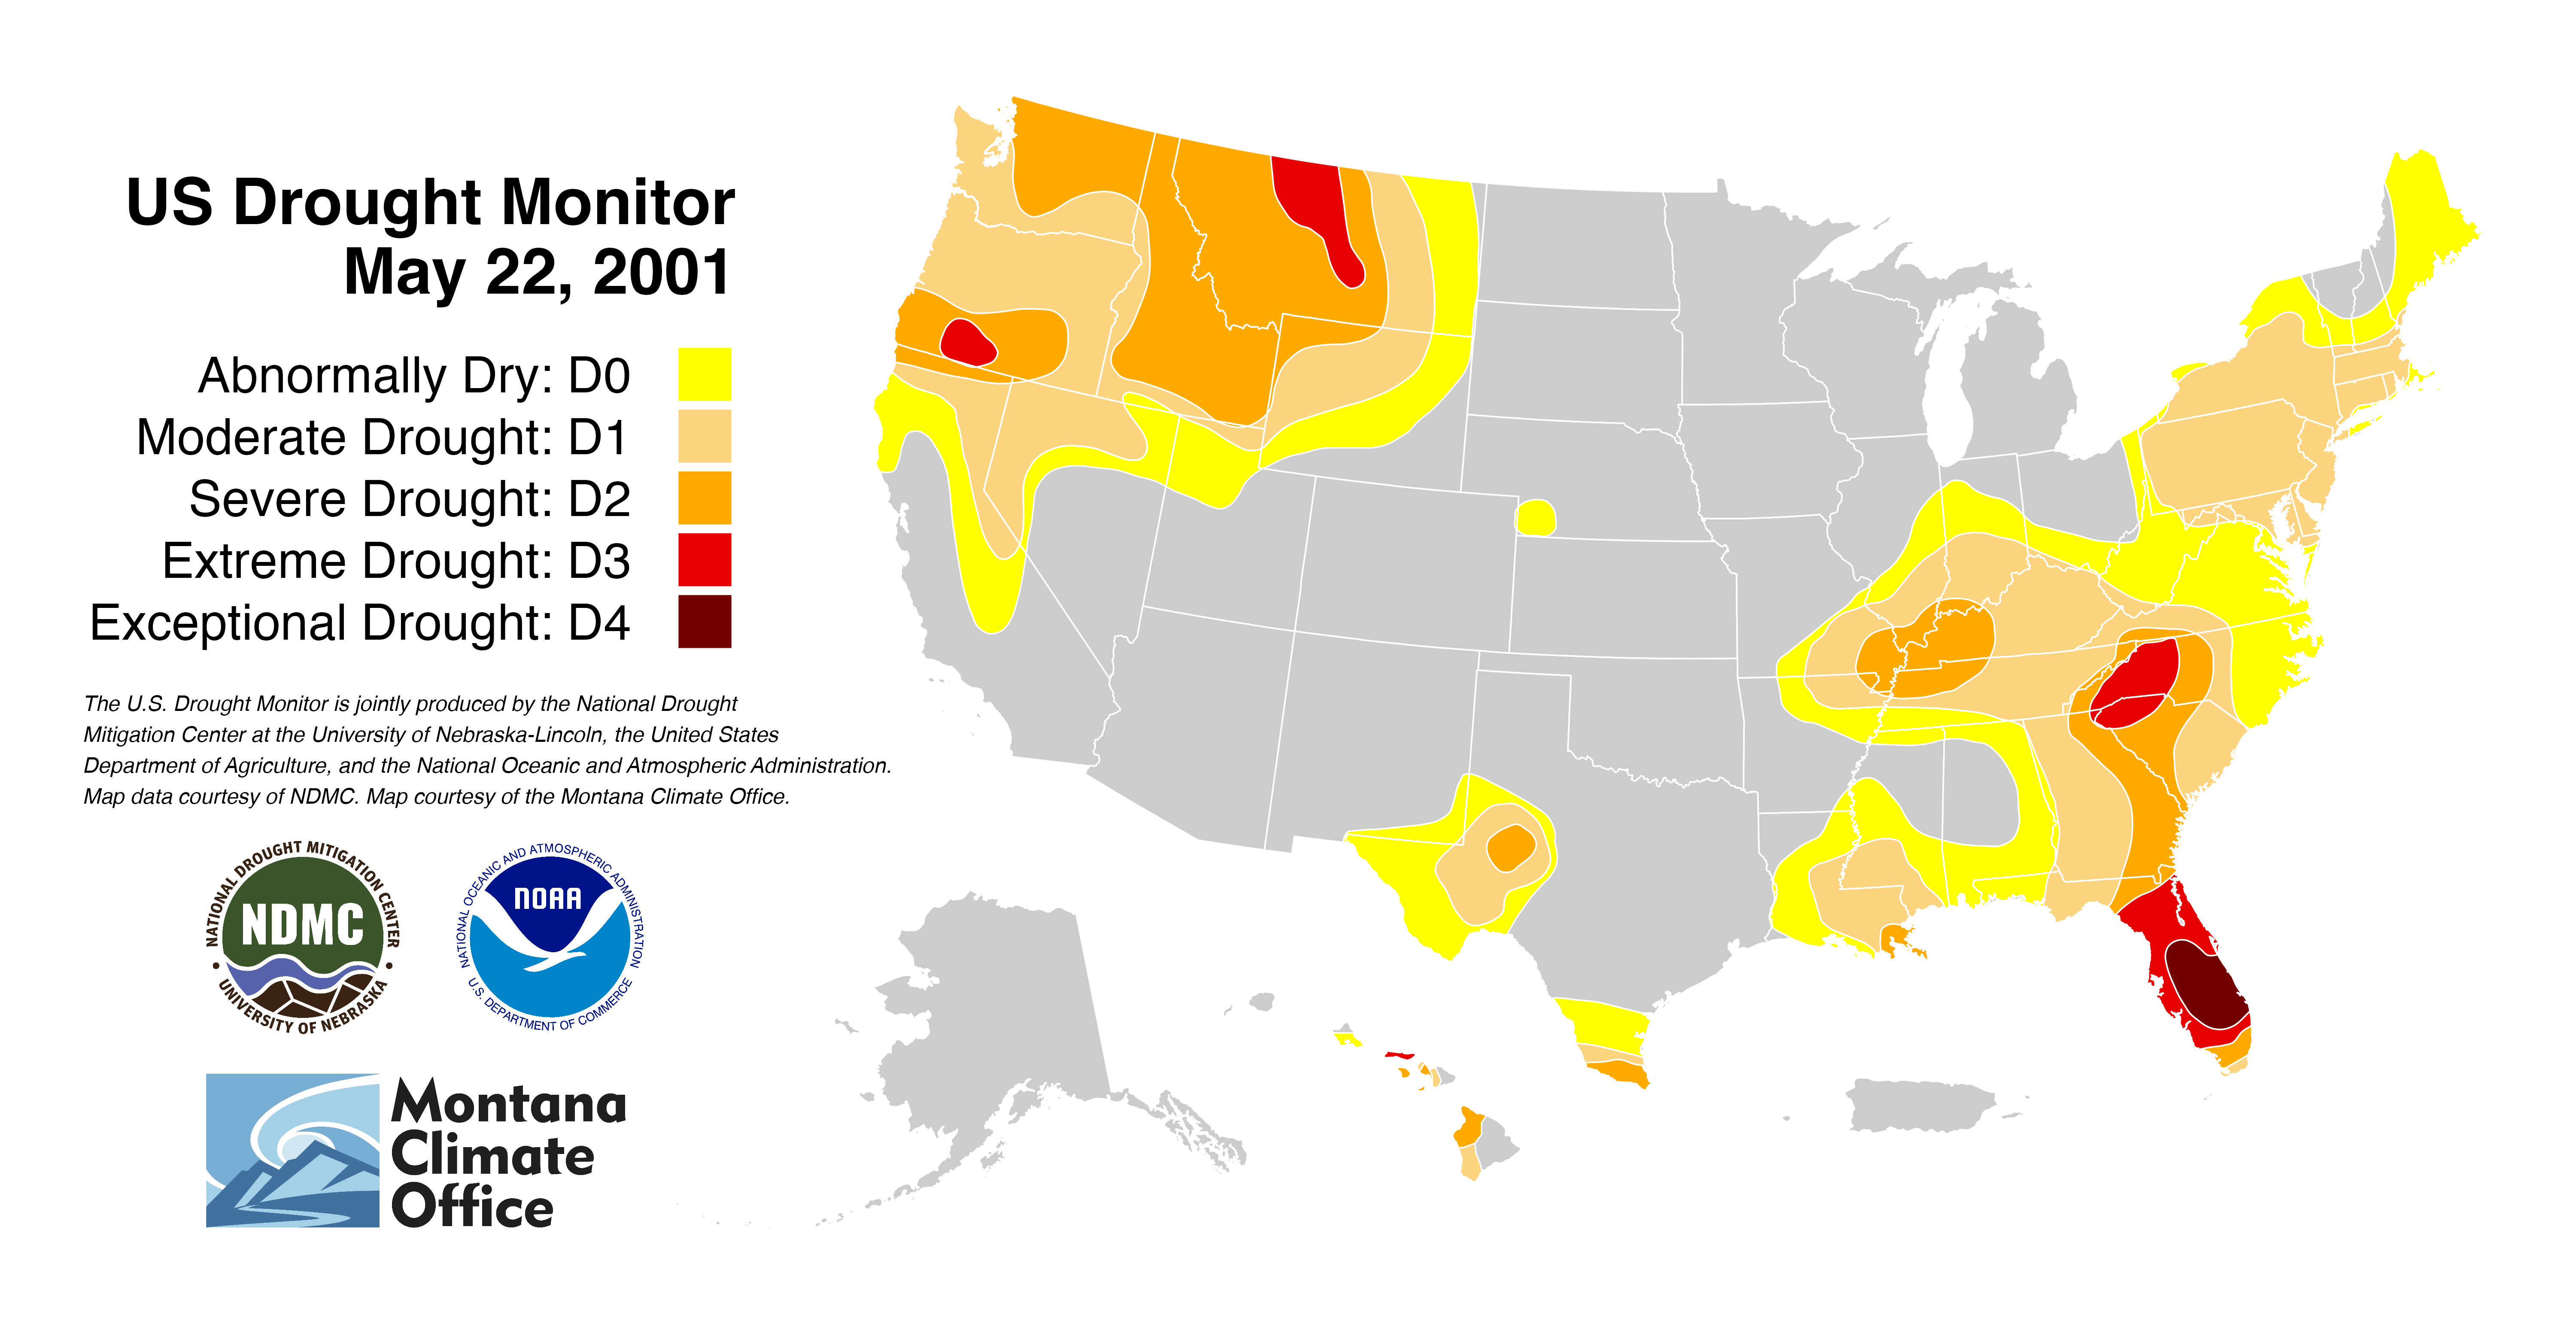 US Drought Monitor
May 22, 2001
Abnormally Dry: D0
Moderate Drought: D1
Severe Drought: D2
Extreme Drought: D3
Exceptional Drought: D4
The U.S. Drought Monitor is jointly produced by the National Drought
Mitigation Center at the University of Nebraska-Lincoln, the United States
Department of Agriculture, and the National Oceanic and Atmospheric Administration.
Map data courtesy of NDMC. Map courtesy of the Montana Climate Office.
NATIONAL DROUGHT MITIGATION CENTER
NDMC
• UNIVERSITY OF NEBRASKA •
NATIONAL OCEANIC AND ATMOSPHERIC ADMINISTRATION
NOAA
U.S. DEPARTMENT OF COMMERCE
Montana
Climate
Office